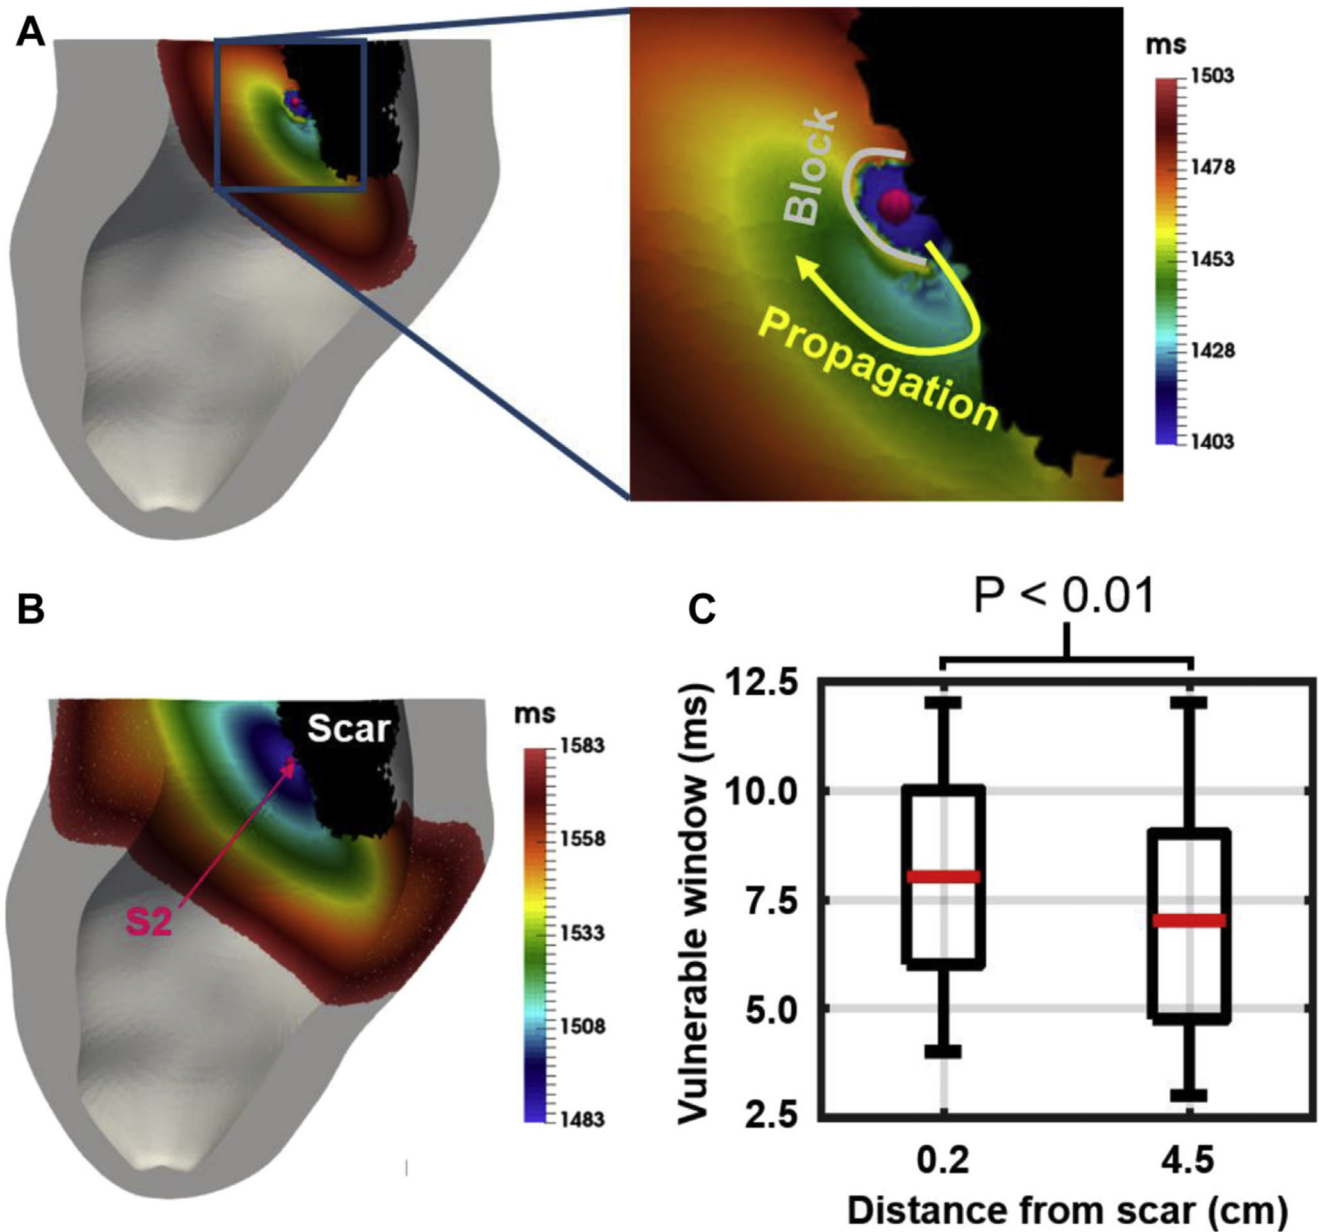 A
ms
1503
1478
1453
1428
1403
Block
Propagation
B
Scar
S2
ms
1583
1558
1533
1508
1483
C
P < 0.01
Vulnerable window (ms)
12.5
10.0
7.5
5.0
2.5
0.2 4.5
Distance from scar (cm)